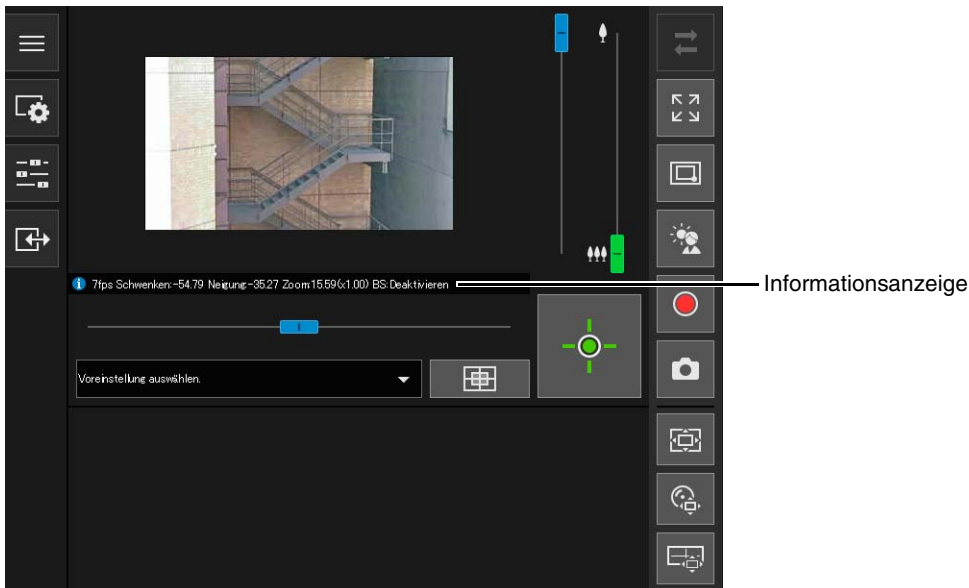 7fps Schwenken:-54.79 Neigung:-35.27 Zoom:15.59(x1.00) BS:Deaktivieren
Informationsanzeige
Voreinstellung auswählen.